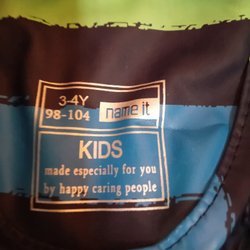 3-4Y
98-104 name it
KIDS
made especially for you
by happy caring people